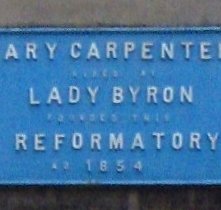 ARY CARPENTE
AIDED BY
LADY BYRON
FOUNDED THIS
REFORMATORY
AD 1854